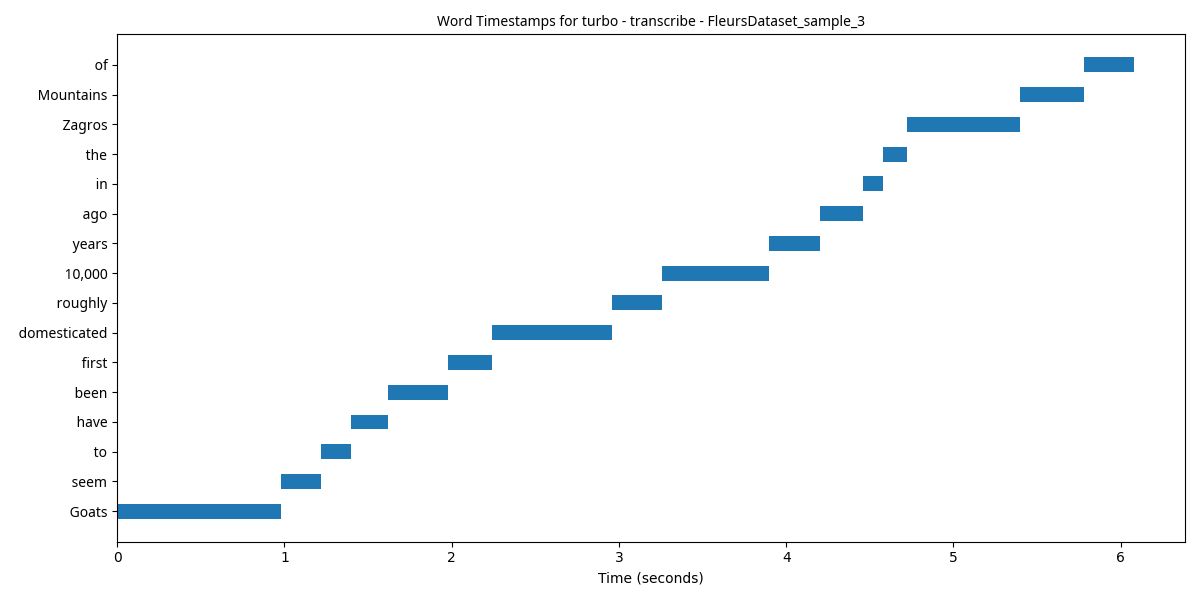 Word Timestamps for turbo - transcribe - FleursDataset_sample_3
of
Mountains
Zagros
the
in
ago
years
10,000
roughly
domesticated
first
been
have
to
seem
Goats
0 1 2 3 4 5 6
Time (seconds)